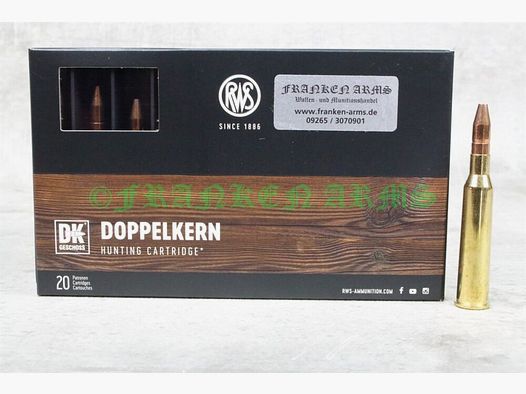 RWS
SINCE 1886
FRANKEN ARMS
Waffen- und Munitionshandel
www.franken-arms.de
09265 / 3070901
©FRANKEN ARMS
DK
GESCHOSS
DOPPELKERN
HUNTING CARTRIDGE*
20 Patronen
Cartridges
Cartouches
RWS-AMMUNITION.COM